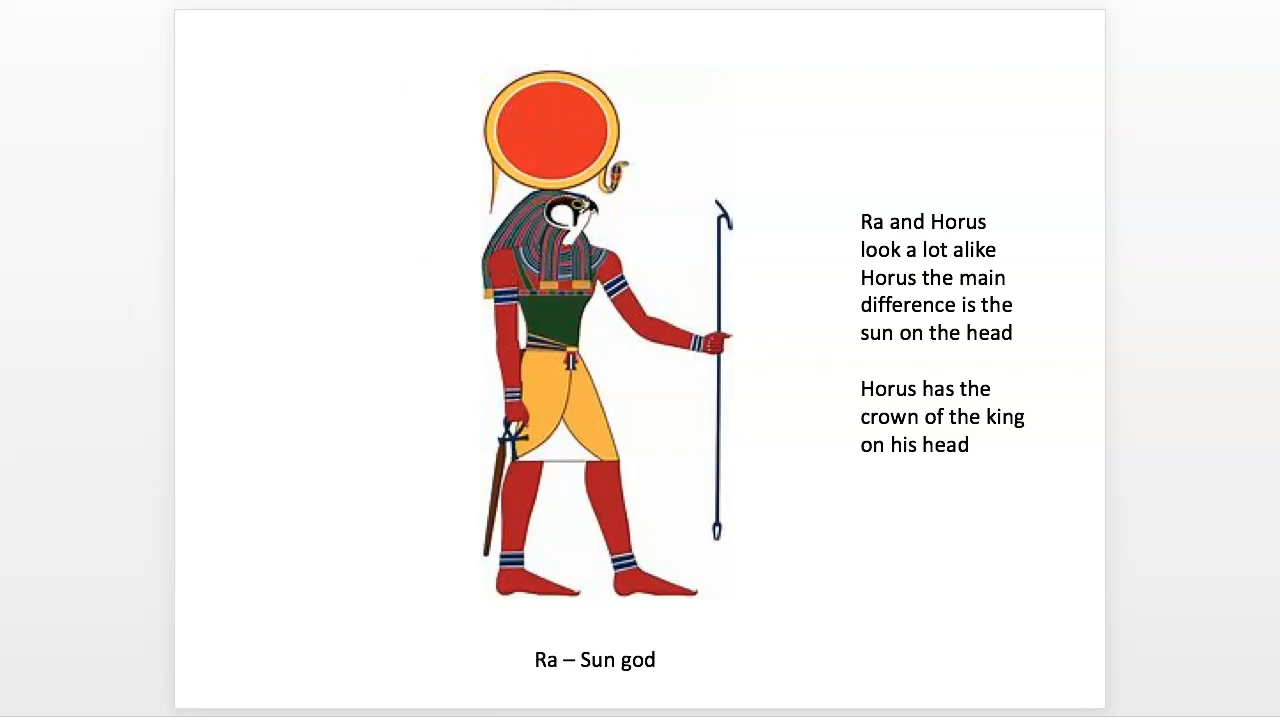 Ra and Horus
look a lot alike
Horus the main
difference is the
sun on the head
Horus has the
crown of the king
on his head
Ra – Sun god